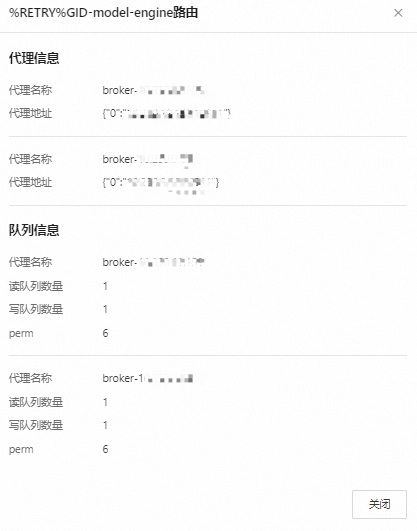 %RETRY%GID-model-engine路由
代理信息
代理名称 broker-
代理地址 {"0":" "}
代理名称 broker-
代理地址 {"0":" "}
队列信息
代理名称 broker-
读队列数量 1
写队列数量 1
perm 6
代理名称 broker-1
读队列数量 1
写队列数量 1
perm 6
关闭